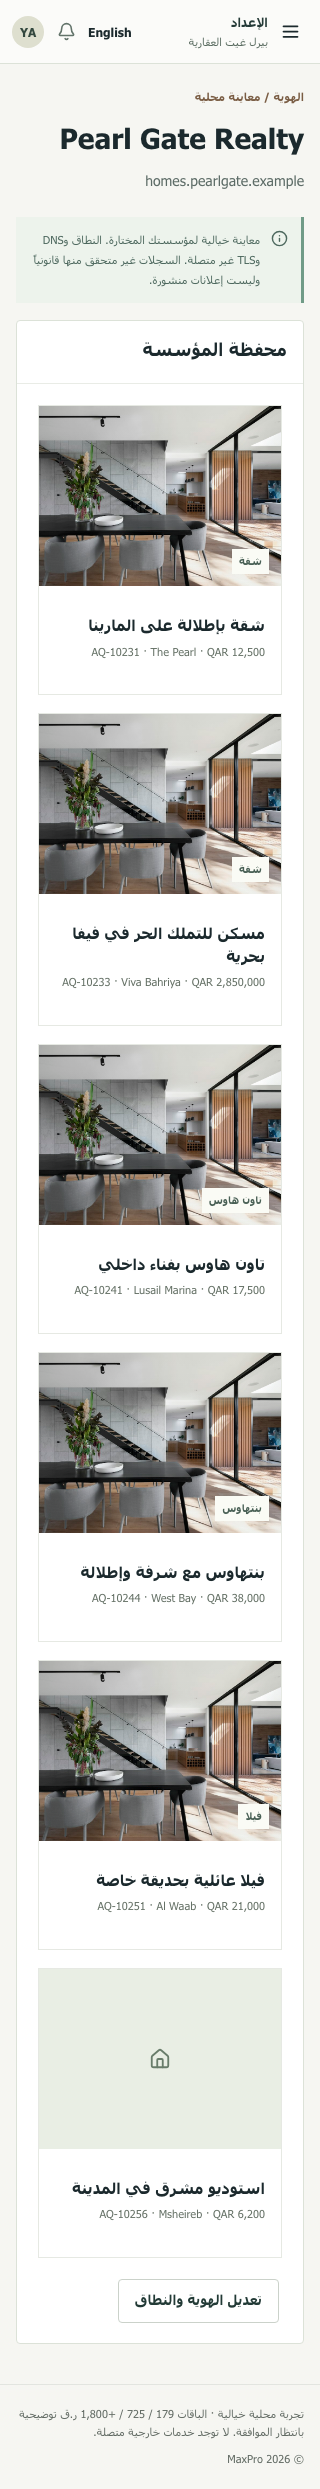 الإعداد
بيرل غيت العقارية
English
YA
الهوية / معاينة محلية
Pearl Gate Realty
homes.pearlgate.example
معاينة خيالية لمؤسستك المختارة. النطاق وDNS
وTLS غير متصلة. السجلات غير متحقق منها قانونياً
وليست إعلانات منشورة.
محفظة المؤسسة
شقة
شقة بإطلالة على المارينا
AQ-10231 · The Pearl · QAR 12,500
شقة
مسكن للتملك الحر في فيفا
بحرية
AQ-10233 · Viva Bahriya · QAR 2,850,000
تاون هاوس
تاون هاوس بفناء داخلي
AQ-10241 · Lusail Marina · QAR 17,500
بنتهاوس
بنتهاوس مع شرفة وإطلالة
AQ-10244 · West Bay · QAR 38,000
فيلا
فيلا عائلية بحديقة خاصة
AQ-10251 · Al Waab · QAR 21,000
استوديو مشرق في المدينة
AQ-10256 · Msheireb · QAR 6,200
تعديل الهوية والنطاق
تجربة محلية خيالية · الباقات 179 / 725 / +1,800 ر.ق توضيحية
بانتظار الموافقة. لا توجد خدمات خارجية متصلة.
© 2026 MaxPro